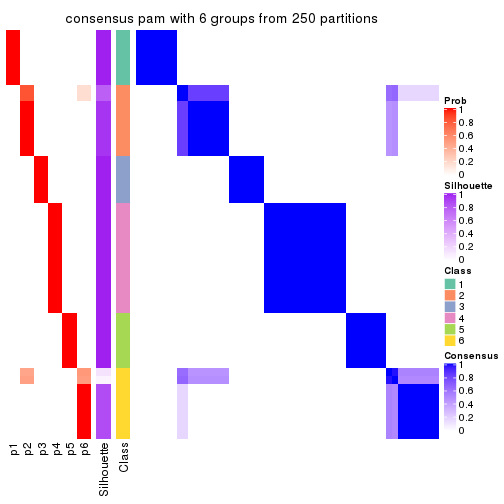 consensus pam with 6 groups from 250 partitions
Prob
1
0.8
0.6
0.4
0.2
0
Silhouette
1
0.8
0.6
0.4
0.2
0
Class
1
2
3
4
5
6
Consensus
1
0.8
0.6
0.4
0.2
0
p1
p2
p3
p4
p5
p6
Silhouette
Class